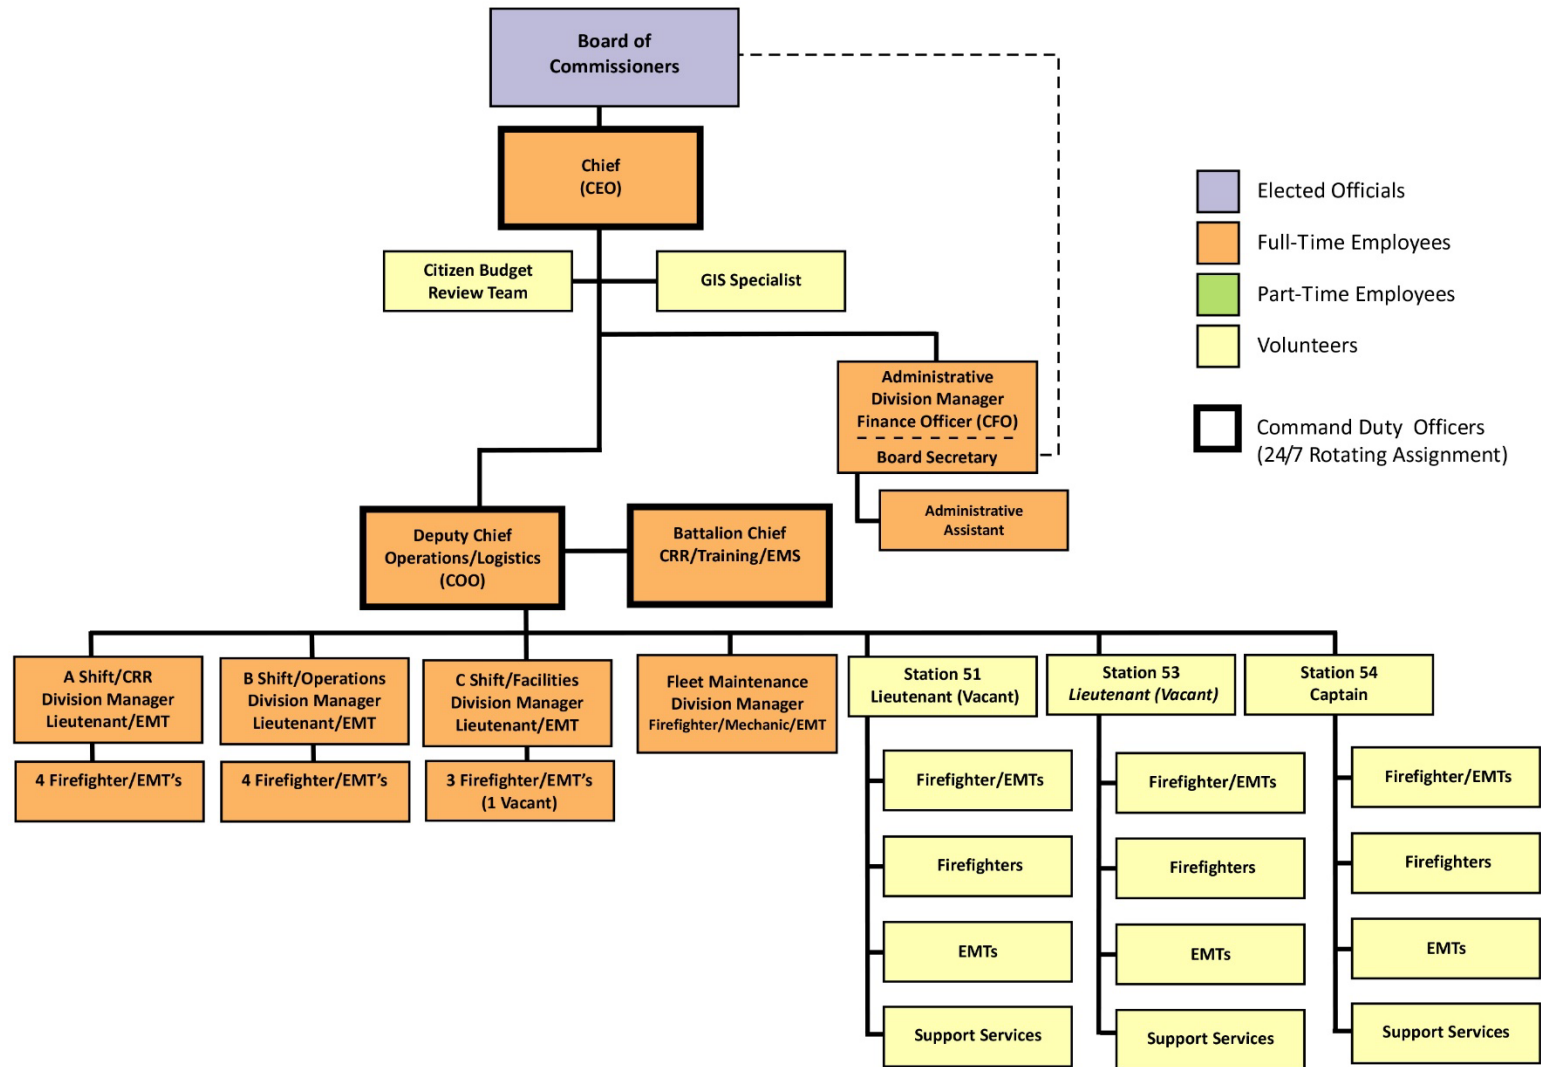 Board of
Commissioners
Chief
(CEO)
Citizen Budget
Review Team
GIS Specialist
Elected Officials
Full-Time Employees
Part-Time Employees
Volunteers
Command Duty Officers
(24/7 Rotating Assignment)
Administrative
Division Manager
Finance Officer (CFO)
Board Secretary
Administrative
Assistant
Deputy Chief
Operations/Logistics
(COO)
Battalion Chief
CRR/Training/EMS
A Shift/CRR
Division Manager
Lieutenant/EMT
4 Firefighter/EMT's
B Shift/Operations
Division Manager
Lieutenant/EMT
4 Firefighter/EMT's
C Shift/Facilities
Division Manager
Lieutenant/EMT
3 Firefighter/EMT's
(1 Vacant)
Fleet Maintenance
Division Manager
Firefighter/Mechanic/EMT
Station 51
Lieutenant (Vacant)
Firefighter/EMTs
Firefighters
EMTs
Support Services
Station 53
Lieutenant (Vacant)
Firefighter/EMTs
Firefighters
EMTs
Support Services
Station 54
Captain
Firefighter/EMTs
Firefighters
EMTs
Support Services